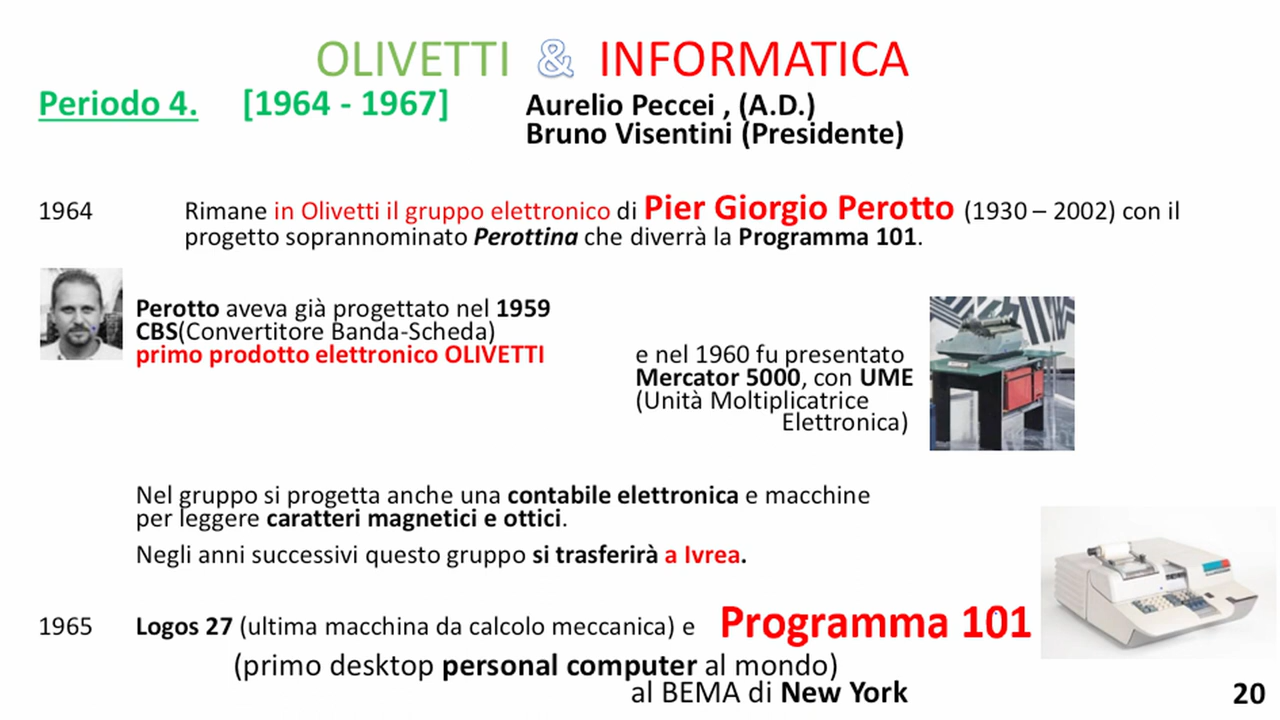 OLIVETTI & INFORMATICA
Periodo 4. [1964 - 1967]
Aurelio Peccei , (A.D.)
Bruno Visentini (Presidente)
1964 Rimane in Olivetti il gruppo elettronico di Pier Giorgio Perotto (1930 – 2002) con il
progetto soprannominato Perottina che diverrà la Programma 101.
Perotto aveva già progettato nel 1959
CBS(Convertitore Banda-Scheda)
primo prodotto elettronico OLIVETTI
e nel 1960 fu presentato
Mercator 5000, con UME
(Unità Moltiplicatrice
Elettronica)
Nel gruppo si progetta anche una contabile elettronica e macchine
per leggere caratteri magnetici e ottici.
Negli anni successivi questo gruppo si trasferirà a Ivrea.
1965 Logos 27 (ultima macchina da calcolo meccanica) e Programma 101
(primo desktop personal computer al mondo)
al BEMA di New York
20